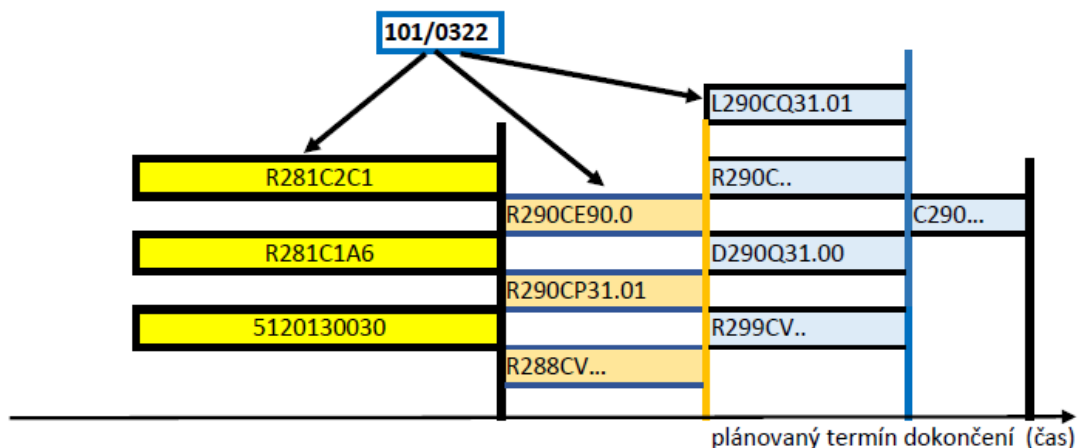 101/0322
L290CQ31.01
R281C2C1
R290C..
R290CE90.0
C290...
R281C1A6
D290Q31.00
R290CP31.01
5120130030
R299CV..
R288CV...
plánovaný termín dokončení (čas)